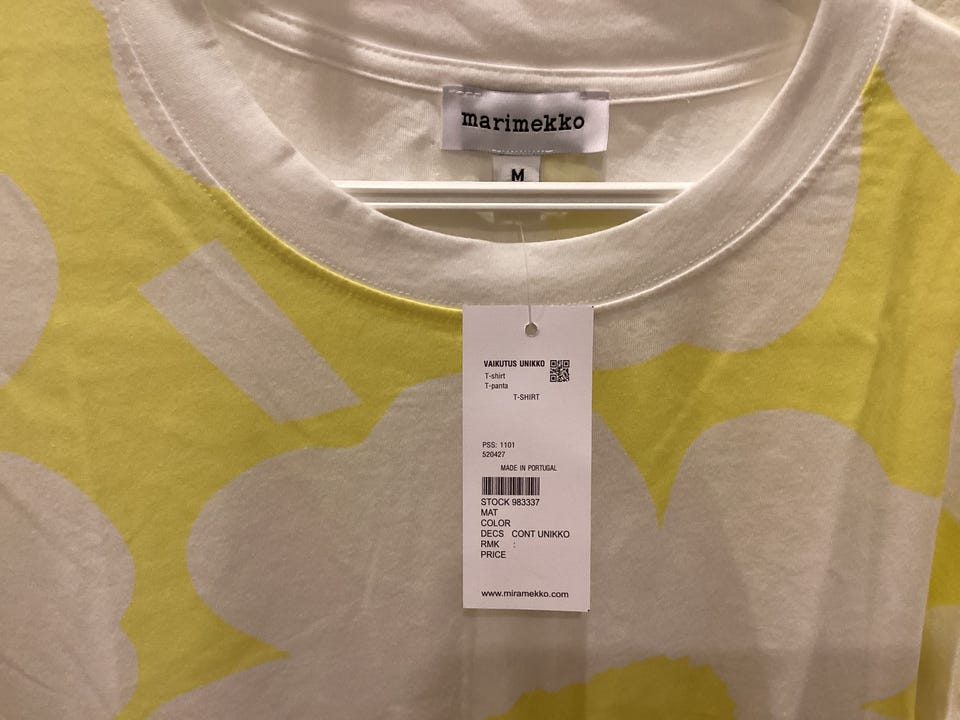 marimekko
M
VAIKUTUS UNIKKO
T-shirt
T-panta
T-SHIRT
PSS: 1101
520427
MADE IN PORTUGAL
STOCK 983337
MAT
COLOR
DECS CONT UNIKKO
RMK :
PRICE
www.miramekko.com